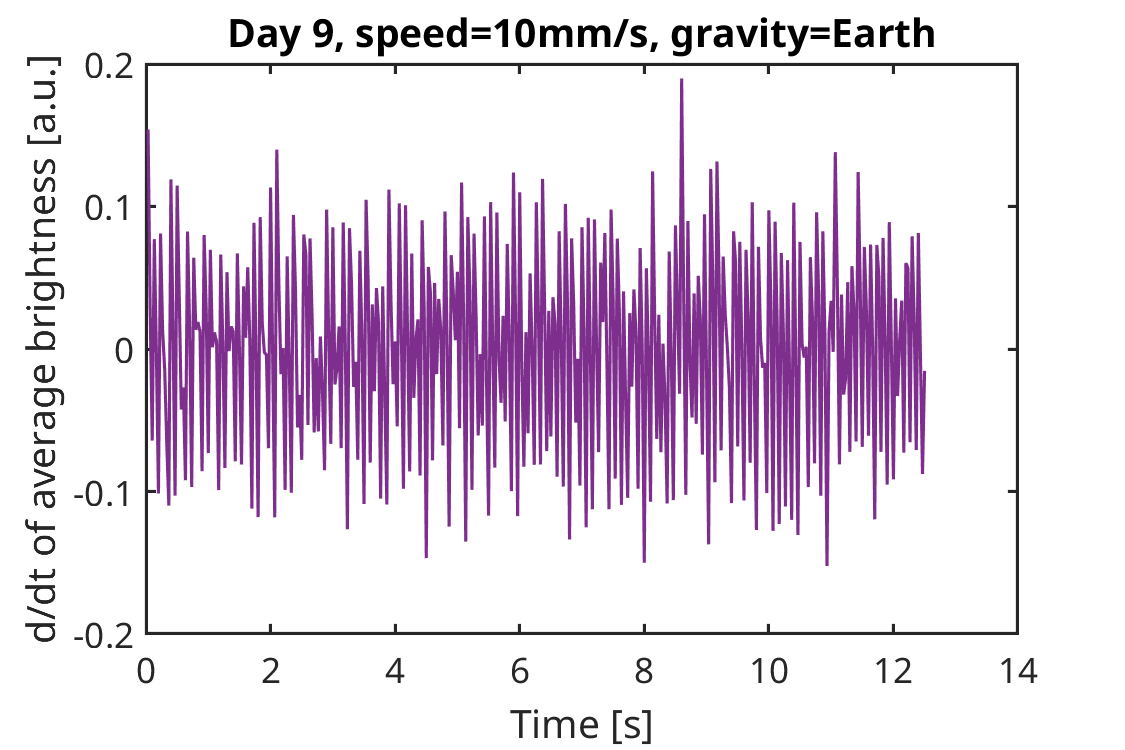 Day 9, speed=10mm/s, gravity=Earth
d/dt of average brightness [a.u.]
0.2
0.1
0
-0.1
-0.2
0 2 4 6 8 10 12 14
Time [s]